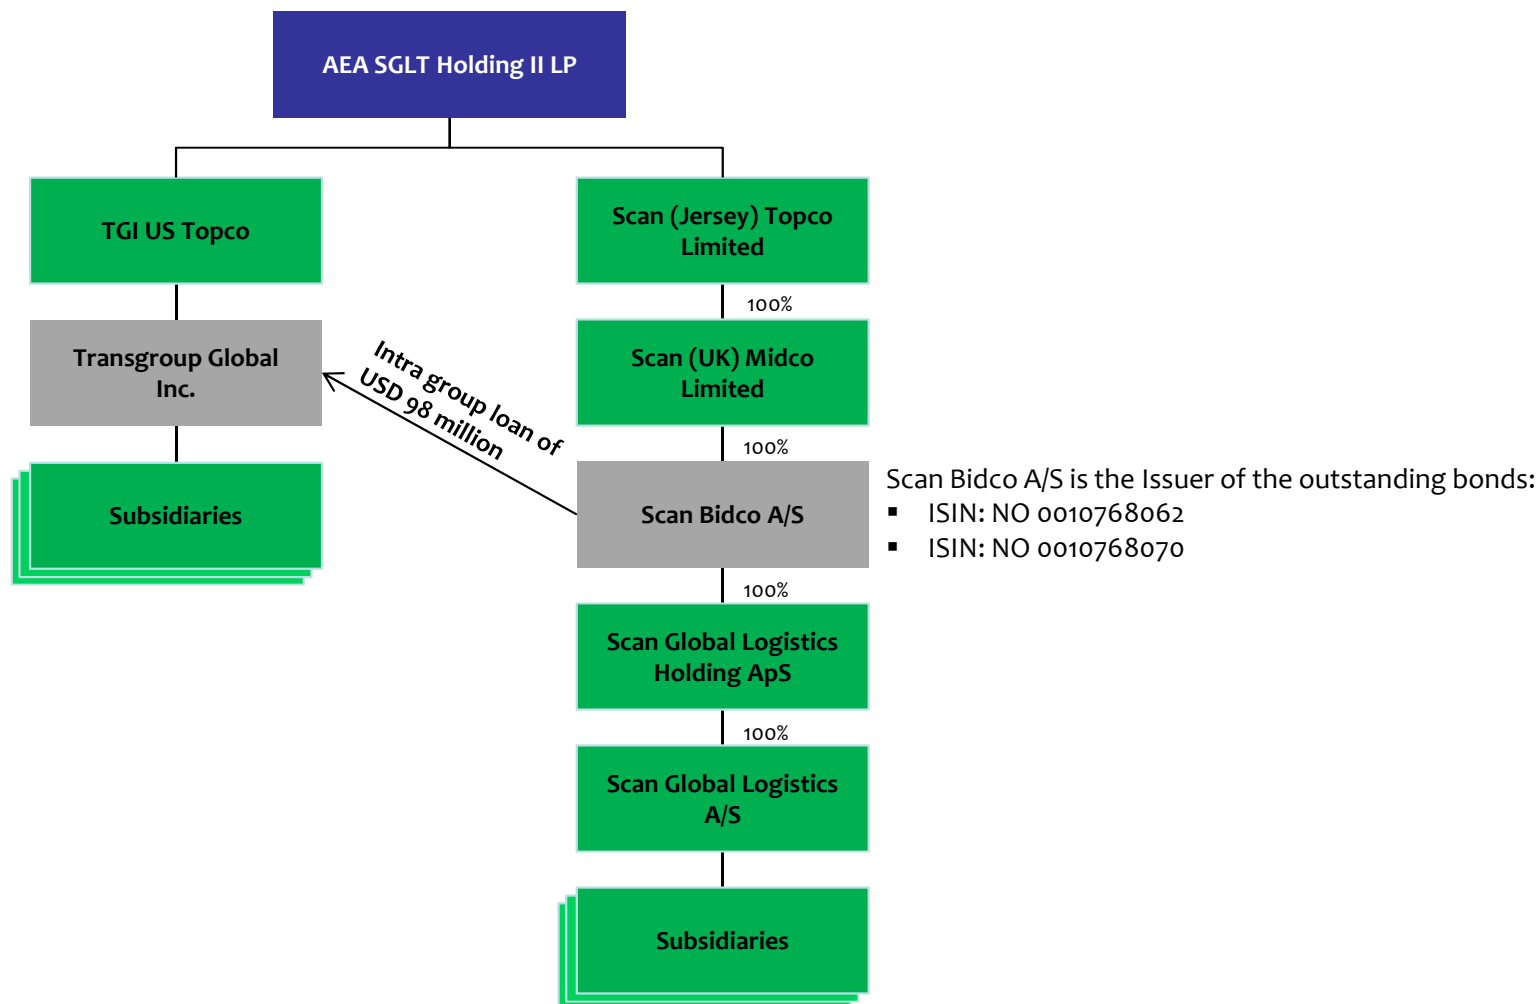 AEA SGLT Holding II LP
TGI US Topco
Scan (Jersey) Topco
Limited
100%
Transgroup Global
Inc.
Intra group loan of
USD 98 million
Scan (UK) Midco
Limited
100%
Subsidiaries
Scan Bidco A/S
Scan Bidco A/S is the Issuer of the outstanding bonds:
▪ ISIN: NO 0010768062
▪ ISIN: NO 0010768070
100%
Scan Global Logistics
Holding ApS
100%
Scan Global Logistics
A/S
Subsidiaries